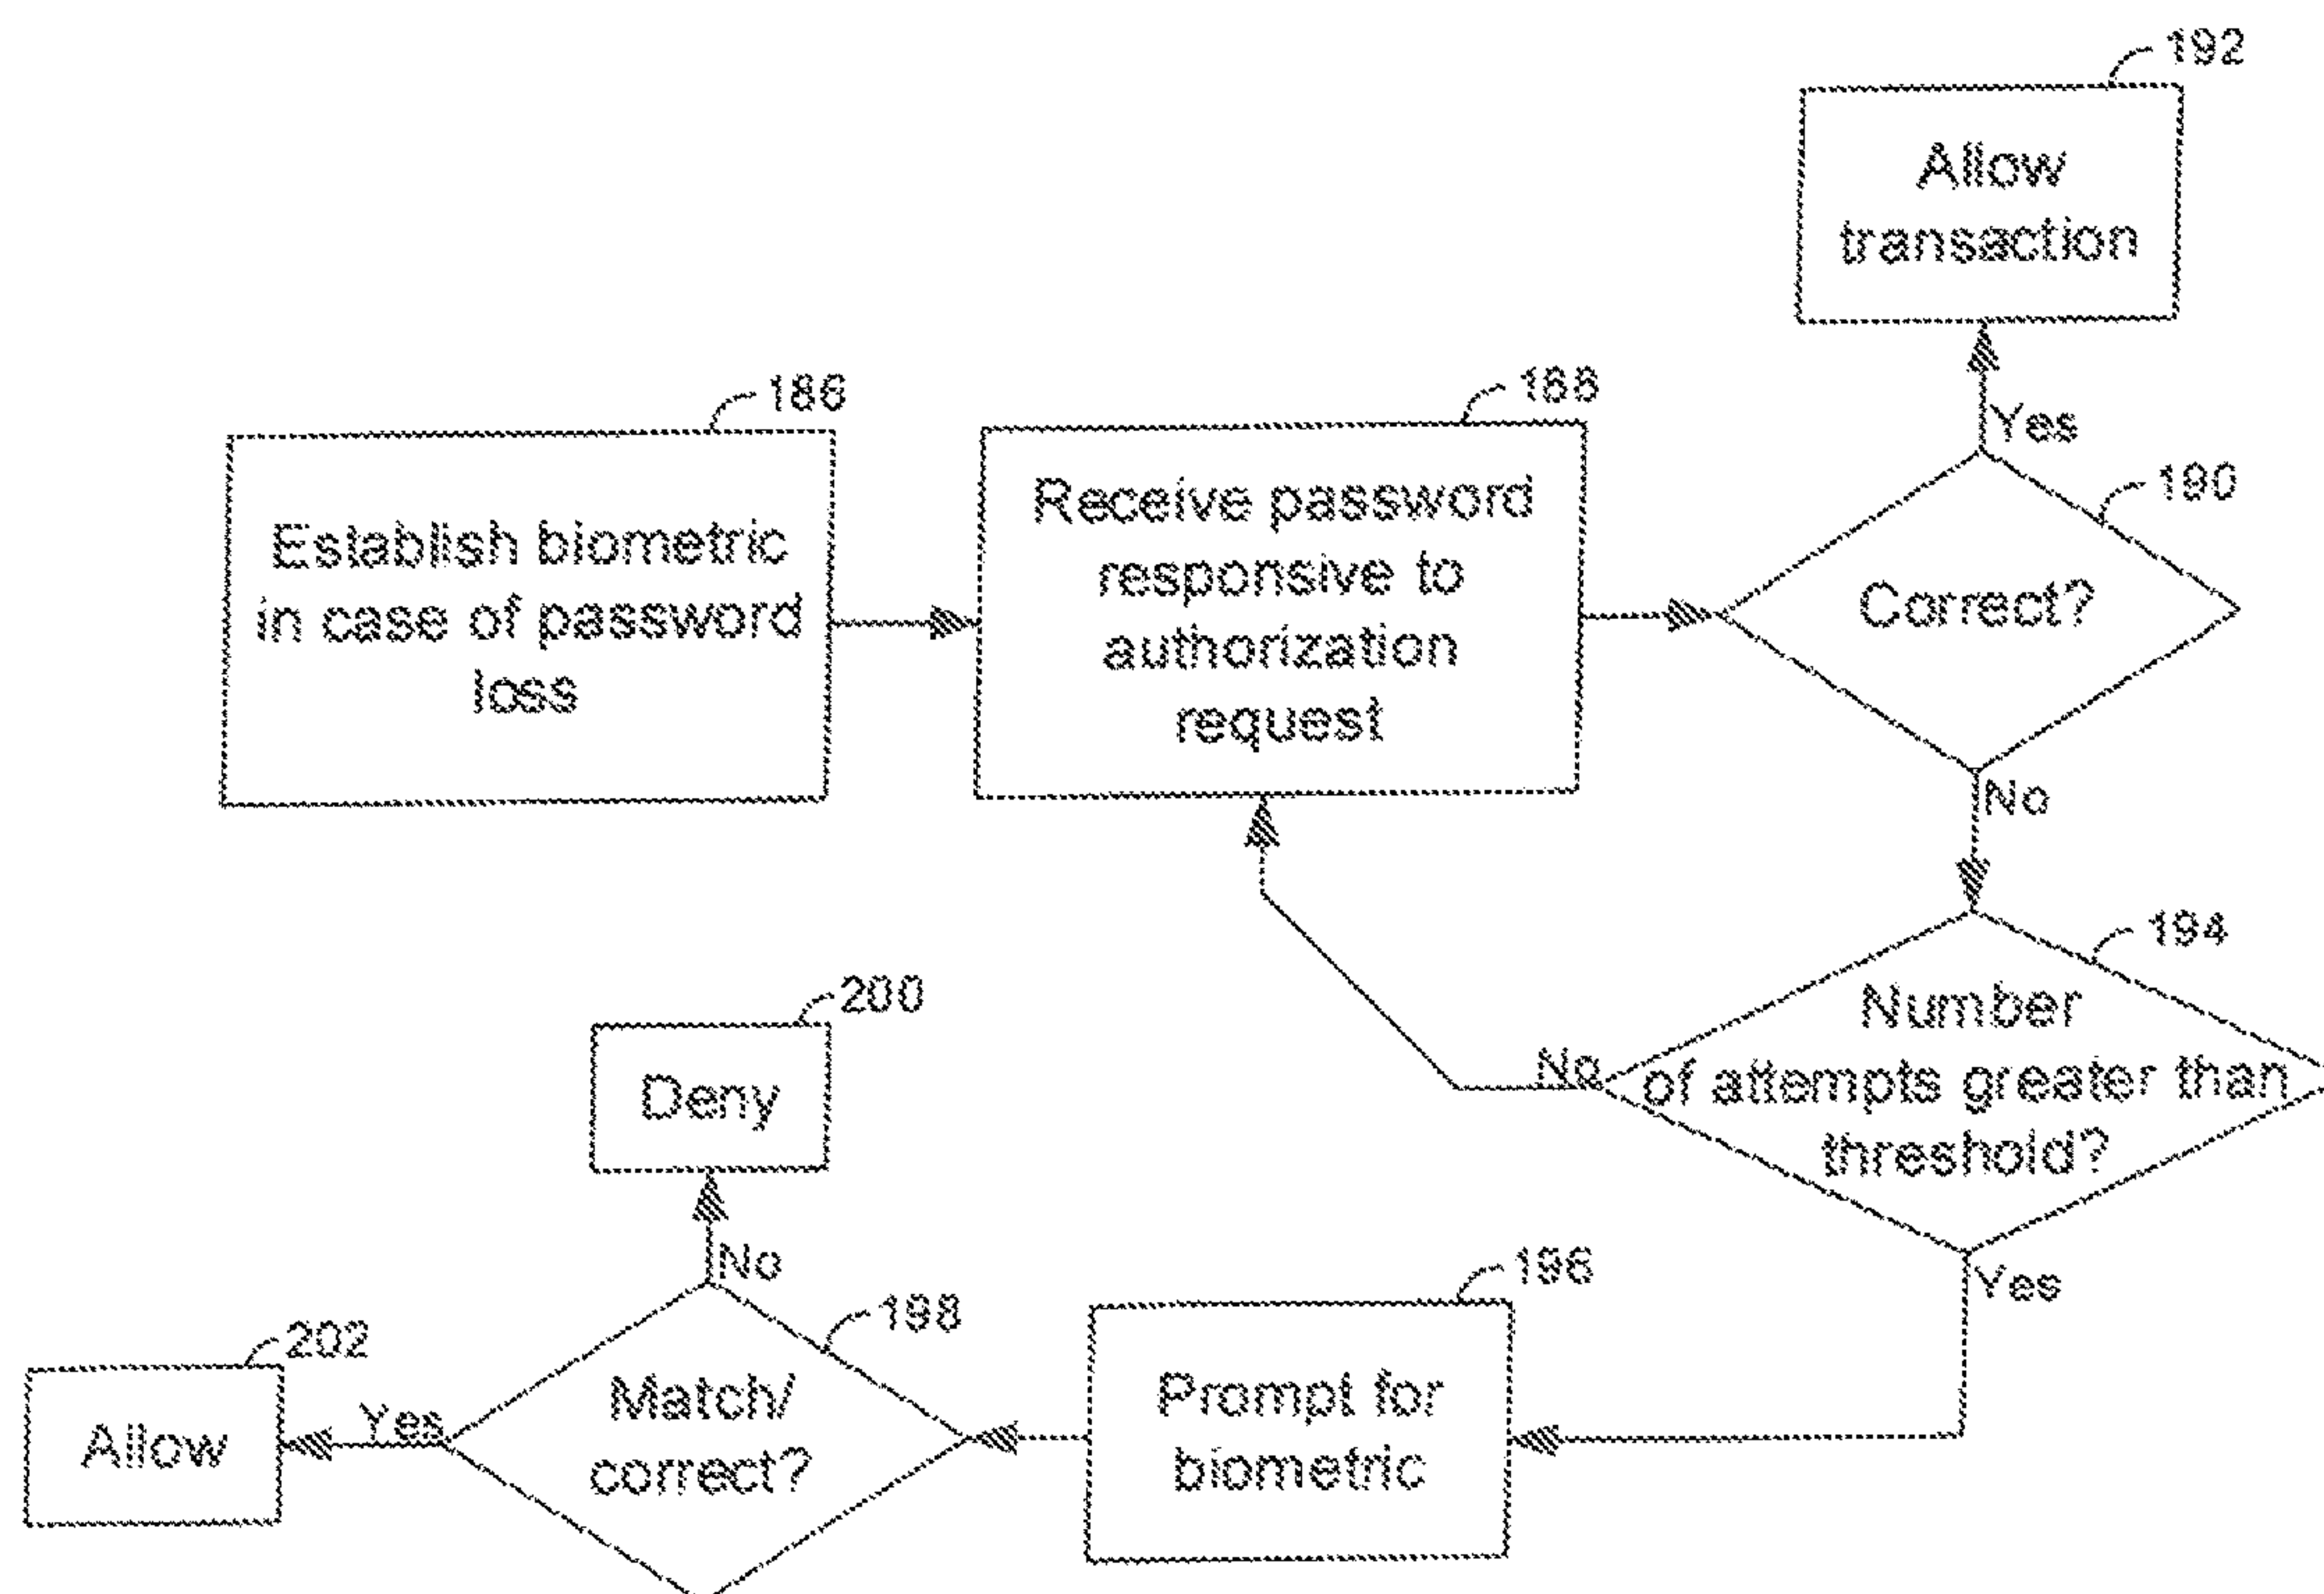 192
Allow
transaction
186
Establish biometric
in case of password
loss
188
Receive password
responsive to
authorization
request
Yes
190
Correct?
No
194
Number
of attempts greater than
threshold?
No
Yes
196
Prompt for
biometric
198
Match/
correct?
No
200
Deny
Yes
202
Allow